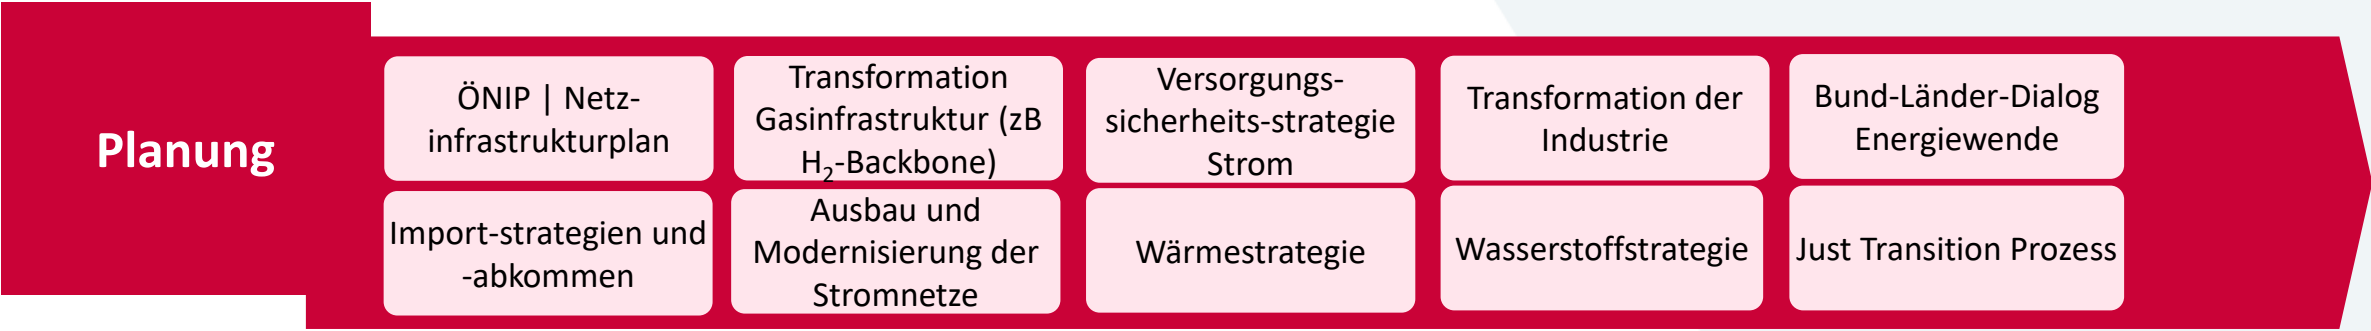 Planung
ÖNIP | Netz-
infrastrukturplan
Transformation
Gasinfrastruktur (zB
H₂-Backbone)
Versorgungs-
sicherheits-strategie
Strom
Transformation der
Industrie
Bund-Länder-Dialog
Energiewende
Import-strategien und
-abkommen
Ausbau und
Modernisierung der
Stromnetze
Wärmestrategie
Wasserstoffstrategie
Just Transition Prozess